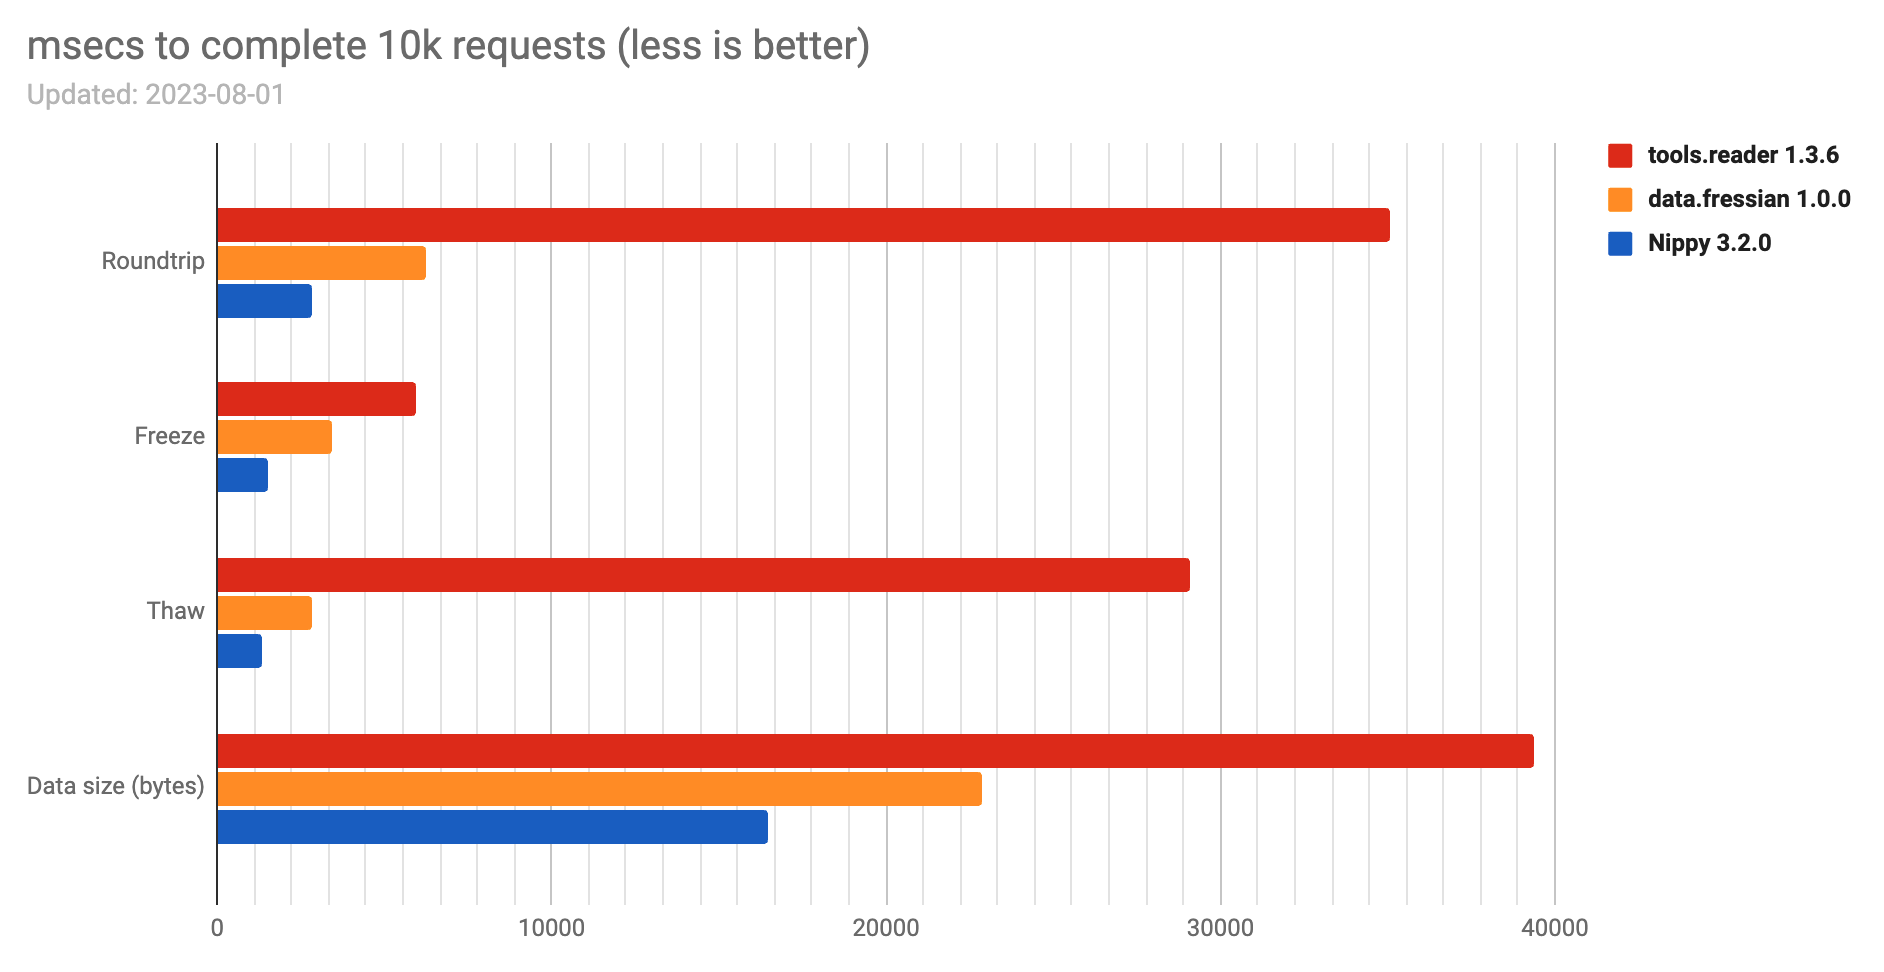 msecs to complete 10k requests (less is better)
Updated: 2023-08-01
tools.reader 1.3.6
data.fressian 1.0.0
Nippy 3.2.0
Roundtrip
Freeze
Thaw
Data size (bytes)
0 10000 20000 30000 40000